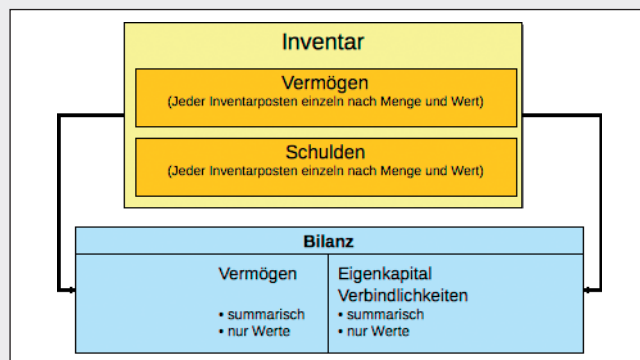 Inventar
Vermögen
(Jeder Inventarposten einzeln nach Menge und Wert)
Schulden
(Jeder Inventarposten einzeln nach Menge und Wert)
Bilanz
Vermögen
• summarisch
• nur Werte
Eigenkapital
Verbindlichkeiten
• summarisch
• nur Werte